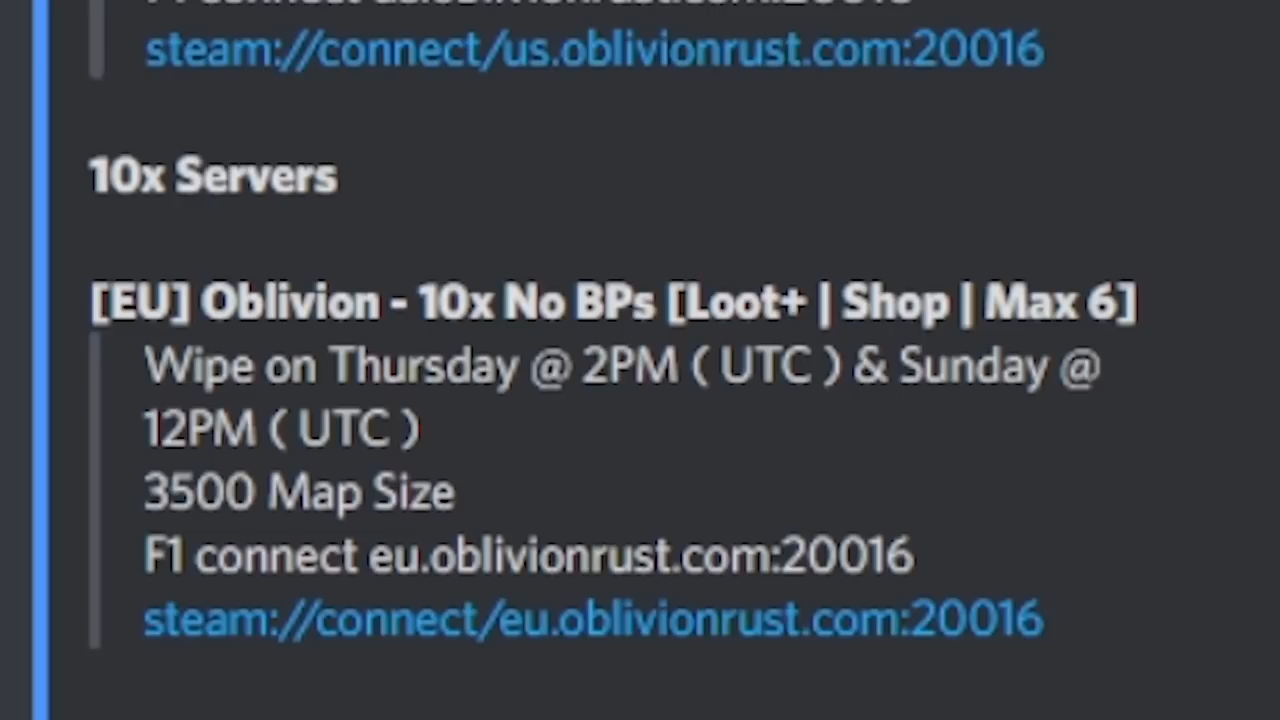 steam://connect/us.oblivionrust.com:20016
10x Servers
[EU] Oblivion - 10x No BPs [Loot+ | Shop | Max 6]
Wipe on Thursday @ 2PM ( UTC ) & Sunday @
12PM ( UTC )
3500 Map Size
F1 connect eu.oblivionrust.com:20016
steam://connect/eu.oblivionrust.com:20016